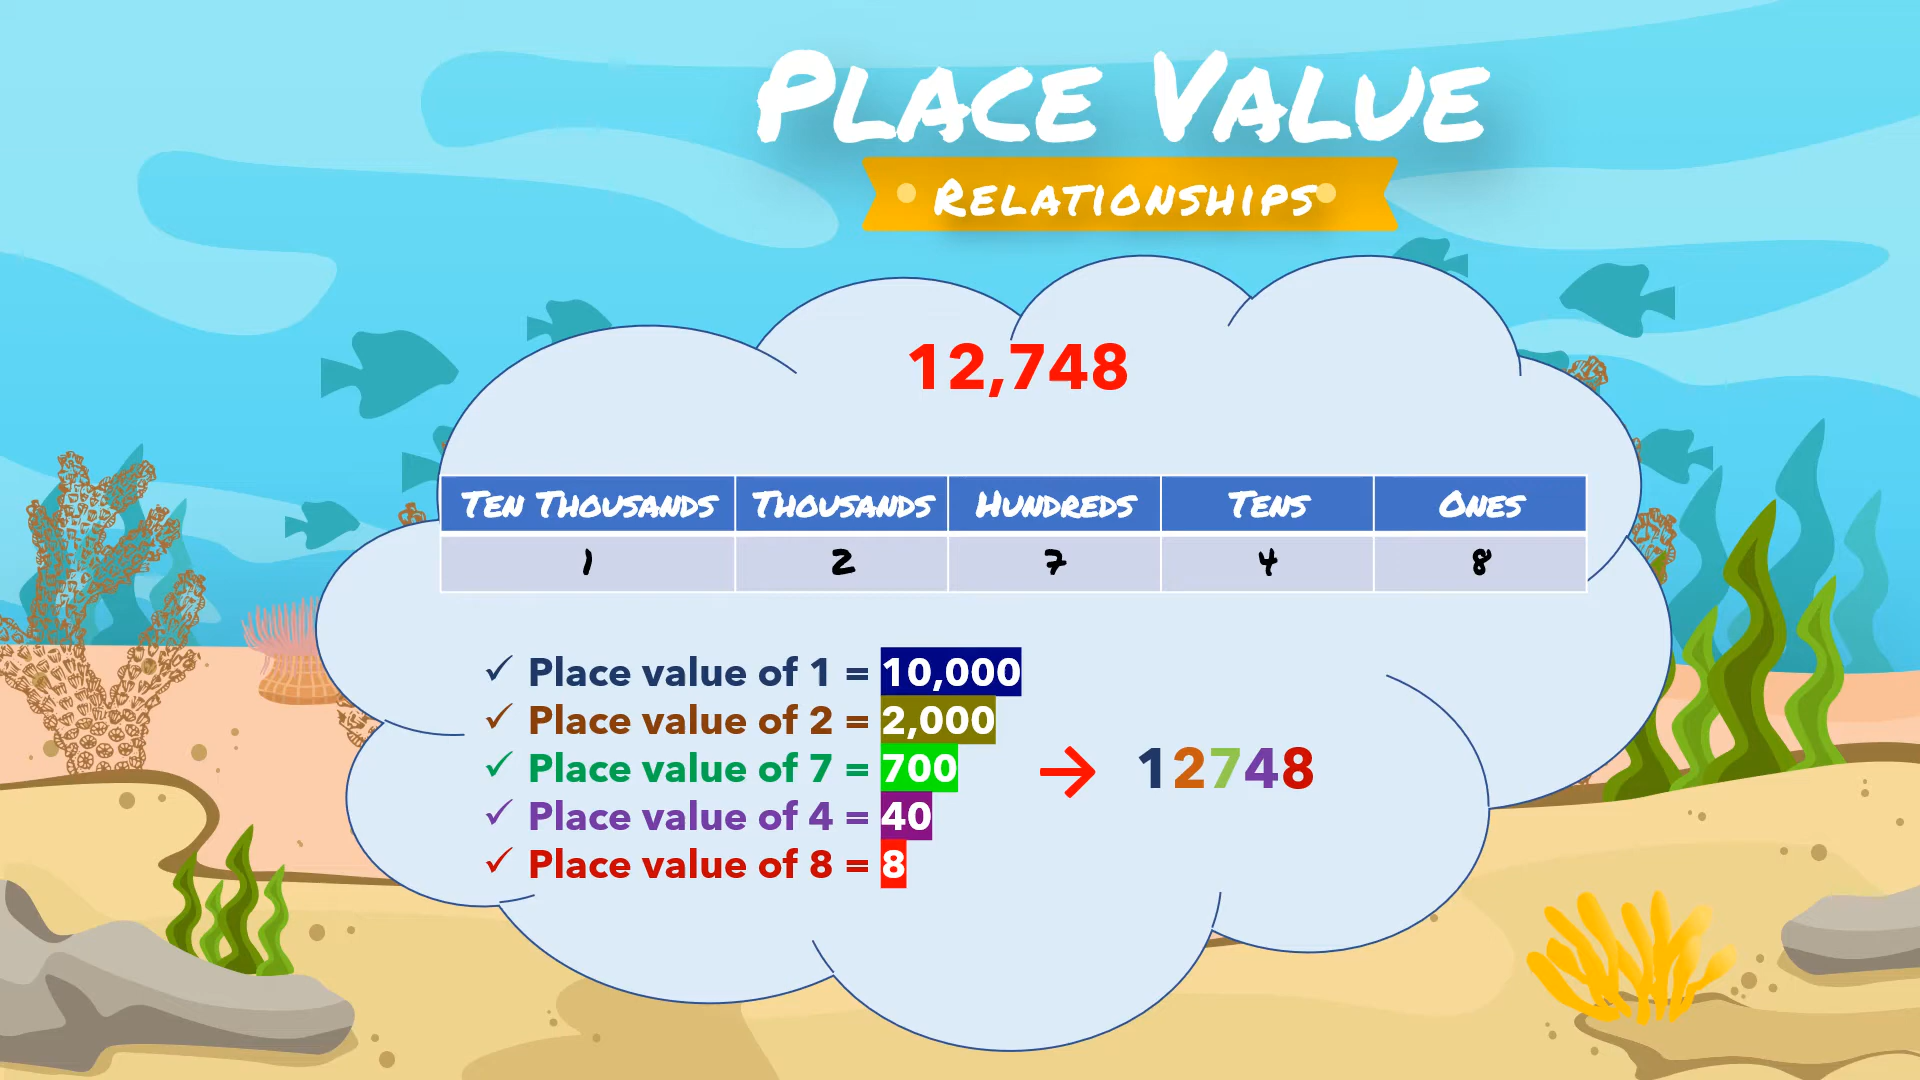 PLACE VALUE
RELATIONSHIPS
12,748
TEN THOUSANDS THOUSANDS HUNDREDS TENS ONES
1 2 7 4 8
✓ Place value of 1 = 10,000
✓ Place value of 2 = 2,000
✓ Place value of 7 = 700
→ 12748
✓ Place value of 4 = 40
✓ Place value of 8 = 8